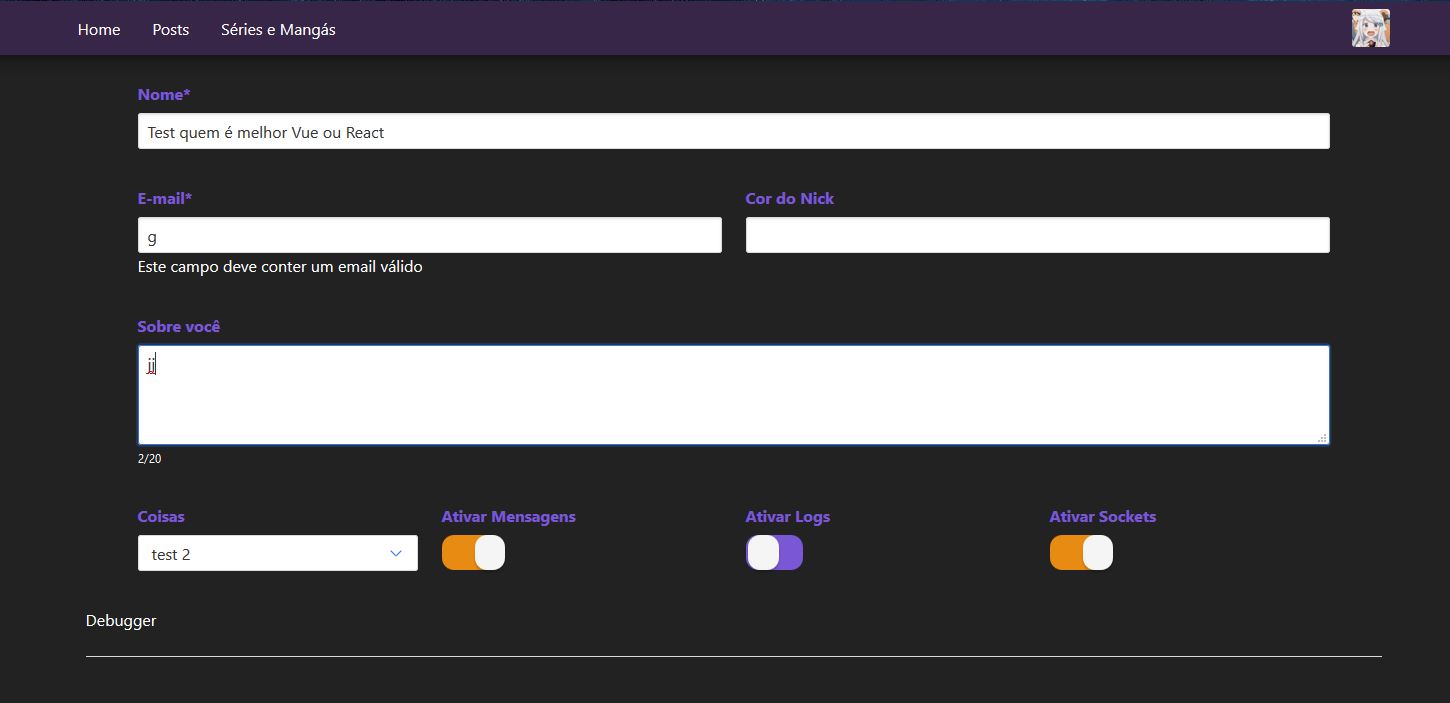 Home Posts Séries e Mangás
Nome*
Test quem é melhor Vue ou React
E-mail* Cor do Nick
g
Este campo deve conter um email válido
Sobre você
jj
2/20
Coisas Ativar Mensagens Ativar Logs Ativar Sockets
test 2
Debugger